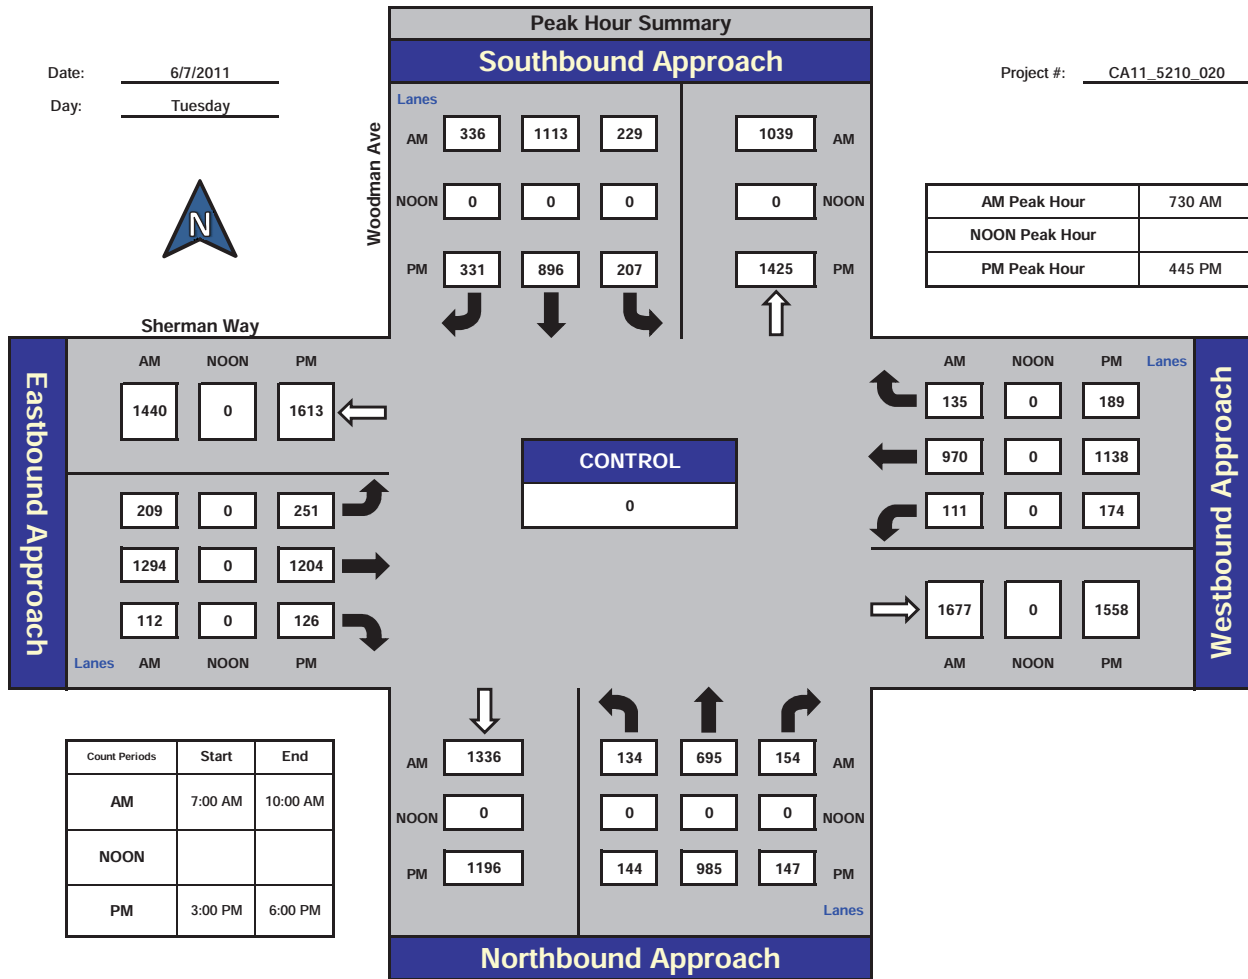 Peak Hour Summary
Southbound Approach
Date: 6/7/2011
Day: Tuesday
Project #: CA11_5210_020
Woodman Ave
Lanes
AM 336 1113 229 1039 AM
NOON 0 0 0 0 NOON
PM 331 896 207 1425 PM
N
AM Peak Hour 730 AM
NOON Peak Hour
PM Peak Hour 445 PM
Sherman Way
Eastbound Approach
AM NOON PM
1440 0 1613
209 0 251
1294 0 1204
112 0 126
Lanes AM NOON PM
CONTROL
0
AM NOON PM Lanes
135 0 189
970 0 1138
111 0 174
1677 0 1558
AM NOON PM
Westbound Approach
Count Periods Start End
AM 7:00 AM 10:00 AM
NOON
PM 3:00 PM 6:00 PM
AM 1336 134 695 154 AM
NOON 0 0 0 0 NOON
PM 1196 144 985 147 PM
Lanes
Northbound Approach